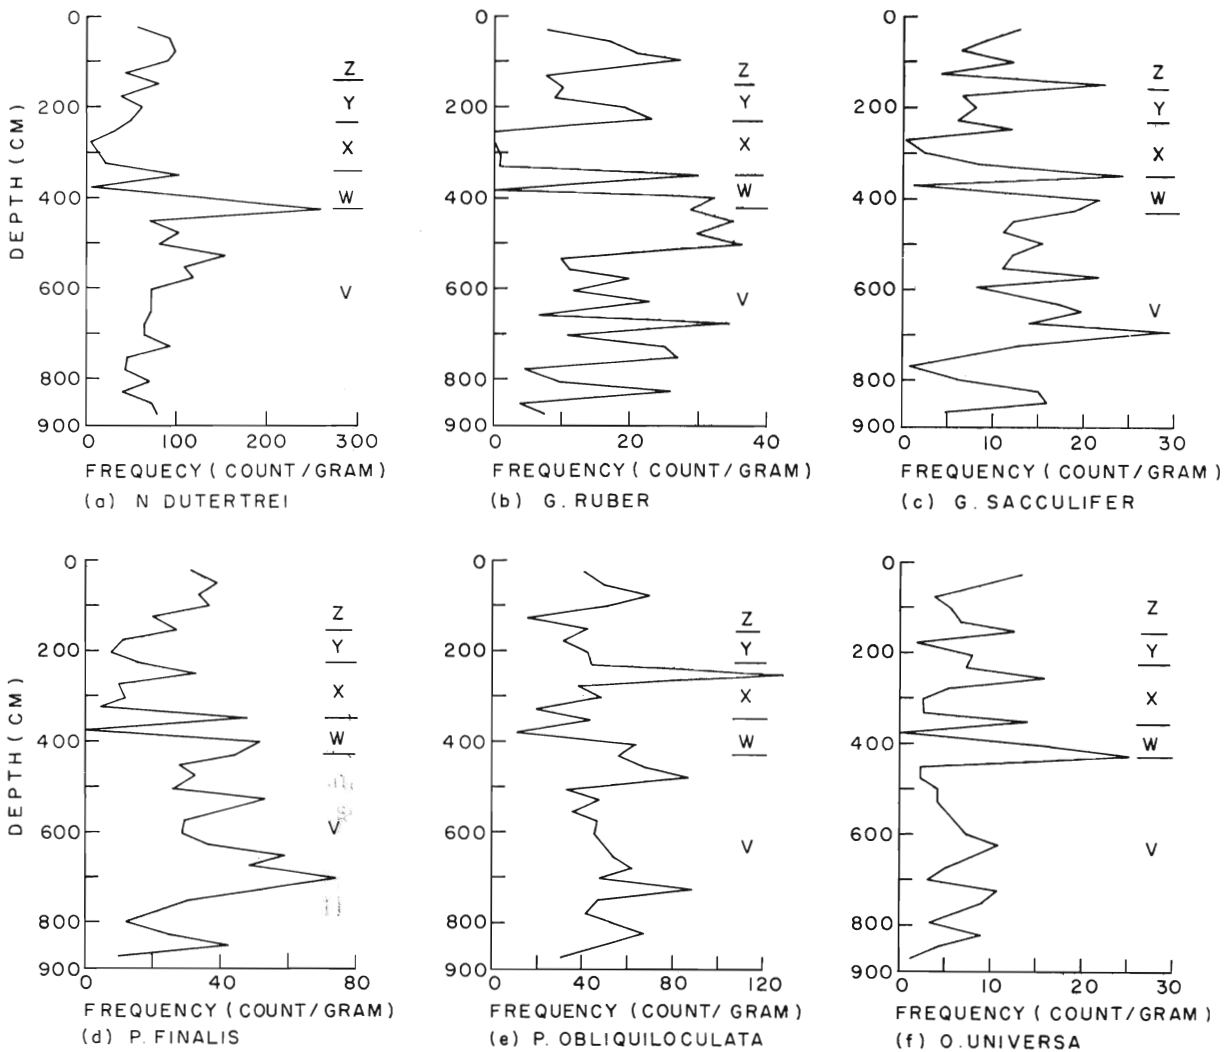 0
200
400
600
800
900
DEPTH (CM)
Z
Y
X
W
V
0 100 200 300
FREQUECY (COUNT/GRAM)
(a) N DUTERTREI
0
200
400
600
800
900
Z
Y
X
W
V
0 20 40
FREQUENCY (COUNT/GRAM)
(b) G. RUBER
0
200
400
600
800
900
Z
Y
X
W
V
0 10 20 30
FREQUENCY (COUNT/GRAM)
(c) G. SACCULIFER
0
200
400
600
800
900
DEPTH (CM)
Z
Y
X
W
V
0 40 80
FREQUENCY (COUNT/GRAM)
(d) P. FINALIS
0
200
400
600
800
900
Z
Y
X
W
V
0 40 80 120
FREQUENCY (COUNT/GRAM)
(e) P. OBLIQUILOCULATA
0
200
400
600
800
900
Z
Y
X
W
V
0 10 20 30
FREQUENCY (COUNT/GRAM)
(f) O.UNIVERSA